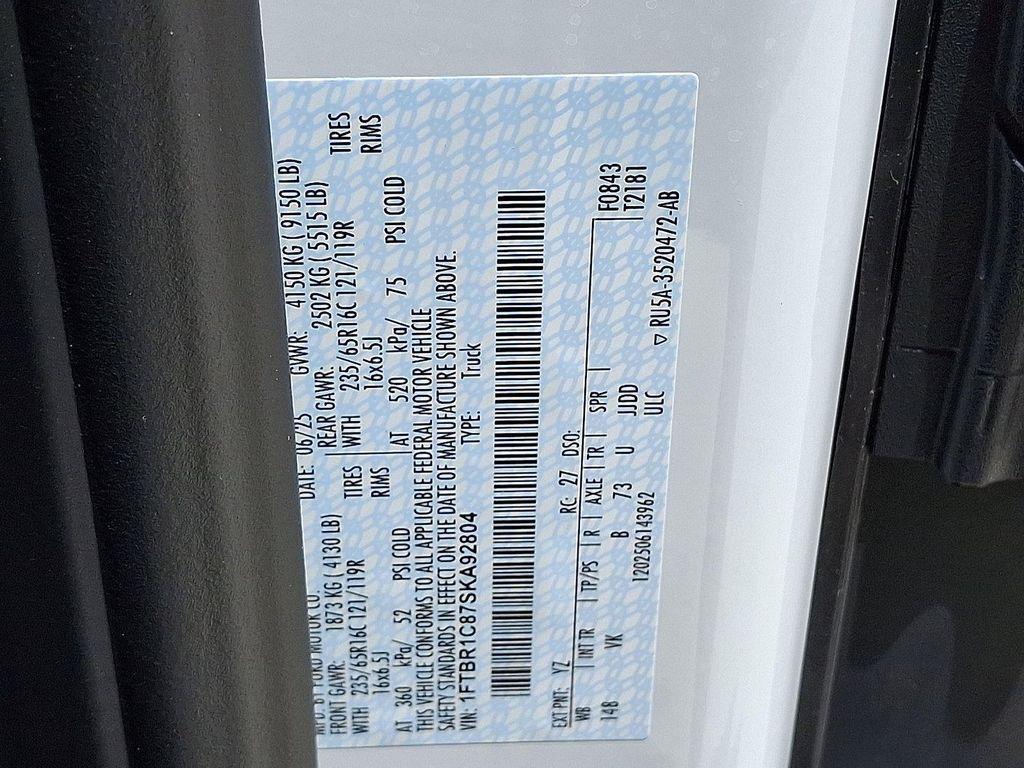 MFD. BY FORD MOTOR CO.
DATE: 06/25 GVWR: 4150 KG ( 9150 LB)
FRONT GAWR: 1873 KG ( 4130 LB) REAR GAWR: 2502 KG ( 5515 LB)
WITH 235/65R16C 121/119R TIRES WITH 235/65R16C 121/119R TIRES
16x6.5J RIMS 16x6.5J RIMS
AT 360 kPa/ 52 PSI COLD AT 520 kPa/ 75 PSI COLD
THIS VEHICLE CONFORMS TO ALL APPLICABLE FEDERAL MOTOR VEHICLE
SAFETY STANDARDS IN EFFECT ON THE DATE OF MANUFACTURE SHOWN ABOVE.
VIN: 1FTBR1C87SKA92804 TYPE: Truck
EXT PNT: YZ RC: 27 DSO:
WB INT TR TP/PS R AXLE TR SPR F0843
148 VK B 73 U JJDD T2181
ULC
1202506143962
▽ RU5A-3520472-AB